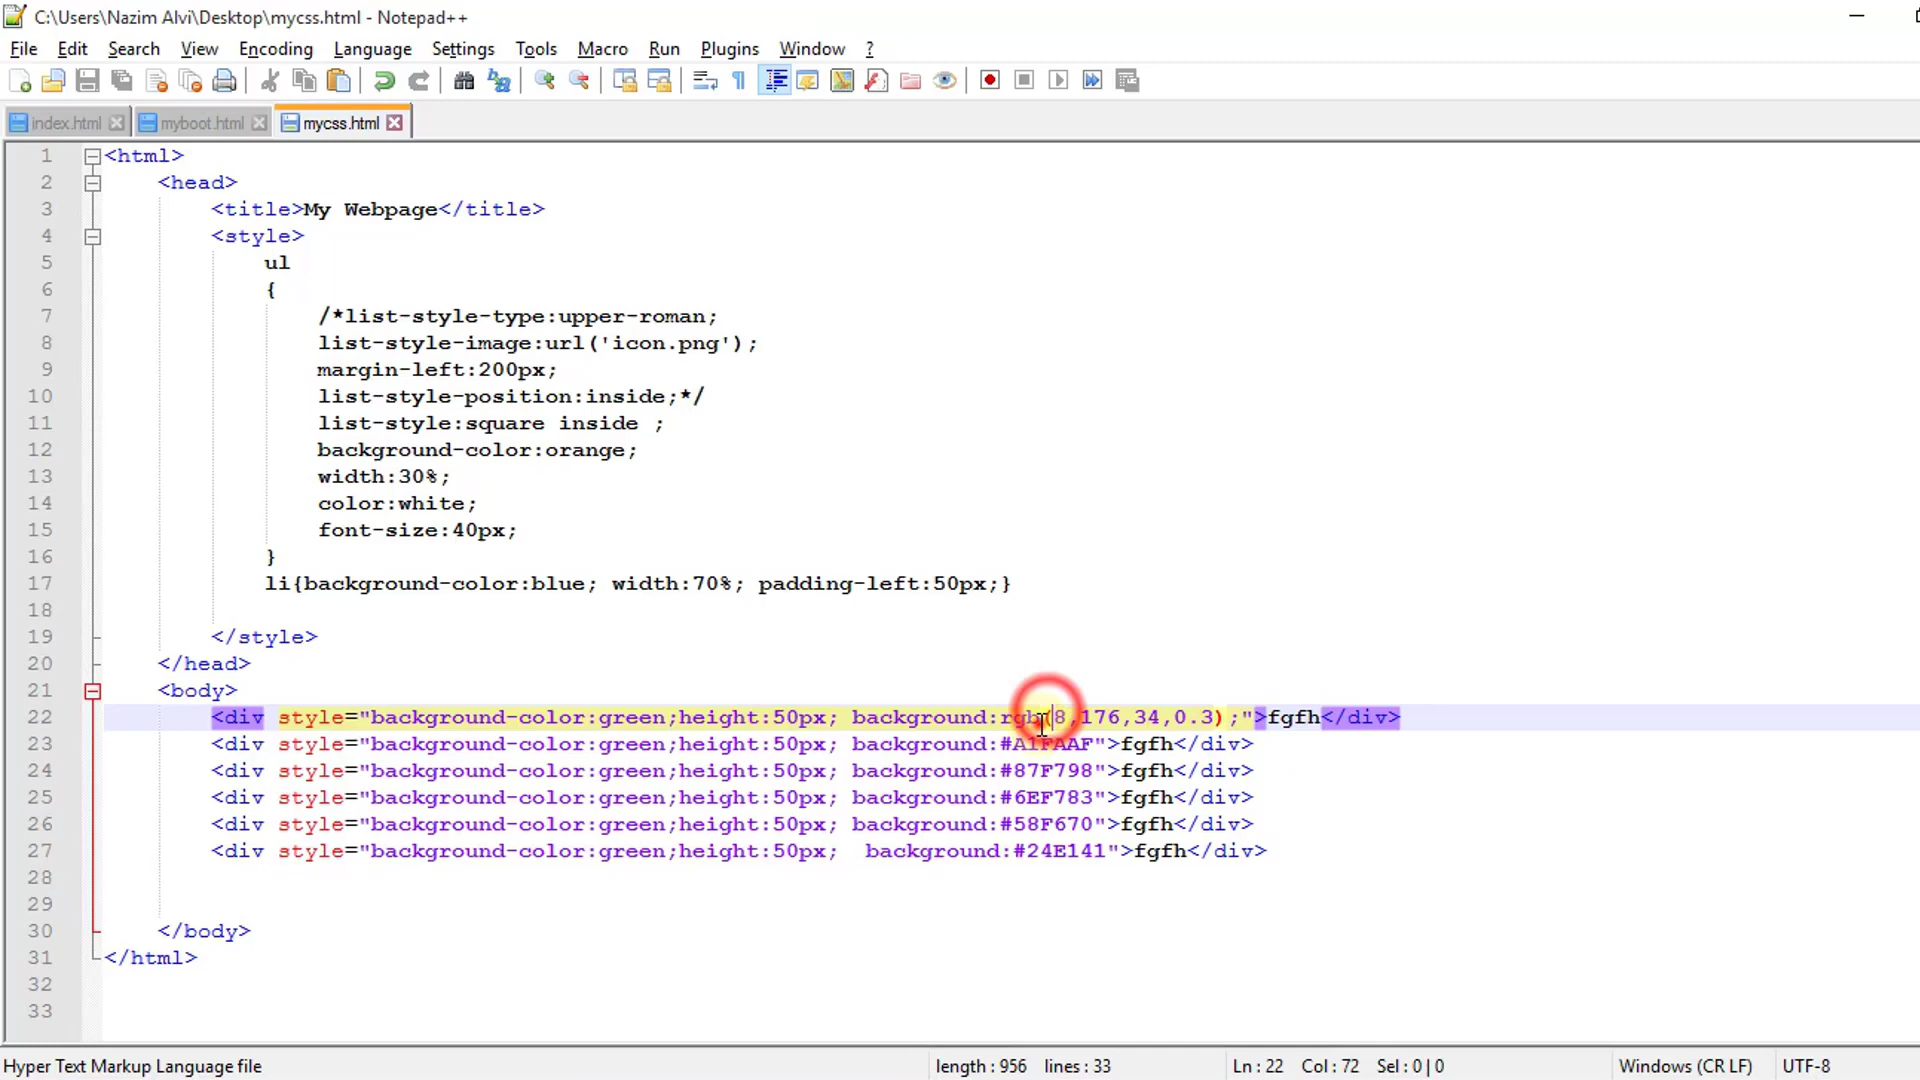 C:\Users\Nazim Alvi\Desktop\mycss.html - Notepad++
File Edit Search View Encoding Language Settings Tools Macro Run Plugins Window ?
index.html myboot.html mycss.html
1 <html>
2 <head>
3 <title>My Webpage</title>
4 <style>
5 ul
6 {
7 /*list-style-type:upper-roman;
8 list-style-image:url('icon.png');
9 margin-left:200px;
10 list-style-position:inside;*/
11 list-style:square inside ;
12 background-color:orange;
13 width:30%;
14 color:white;
15 font-size:40px;
16 }
17 li{background-color:blue; width:70%; padding-left:50px;}
18
19 </style>
20 </head>
21 <body>
22 <div style="background-color:green;height:50px; background:rgb(8,176,34,0.3);">fgfh</div>
23 <div style="background-color:green;height:50px; background:#A1FAAF">fgfh</div>
24 <div style="background-color:green;height:50px; background:#87F798">fgfh</div>
25 <div style="background-color:green;height:50px; background:#6EF783">fgfh</div>
26 <div style="background-color:green;height:50px; background:#58F670">fgfh</div>
27 <div style="background-color:green;height:50px;  background:#24E141">fgfh</div>
28
29
30 </body>
31 </html>
32
33
Hyper Text Markup Language file length : 956 lines : 33 Ln : 22 Col : 72 Sel : 0 | 0 Windows (CR LF) UTF-8